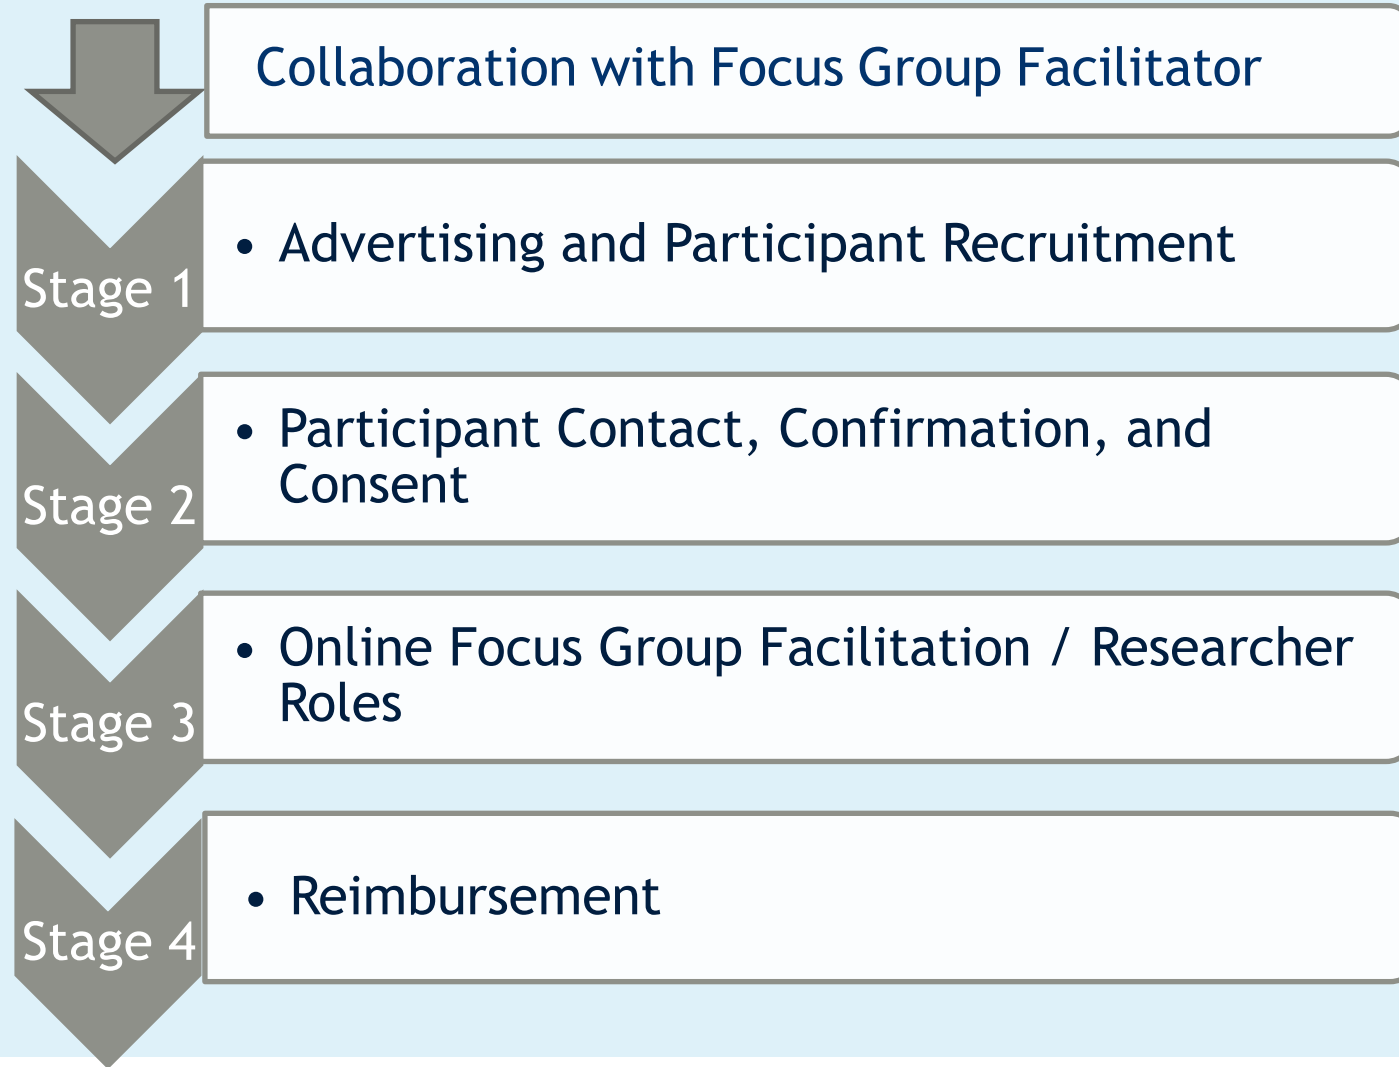 Collaboration with Focus Group Facilitator
Stage 1
• Advertising and Participant Recruitment
Stage 2
• Participant Contact, Confirmation, and
Consent
Stage 3
• Online Focus Group Facilitation / Researcher
Roles
Stage 4
• Reimbursement